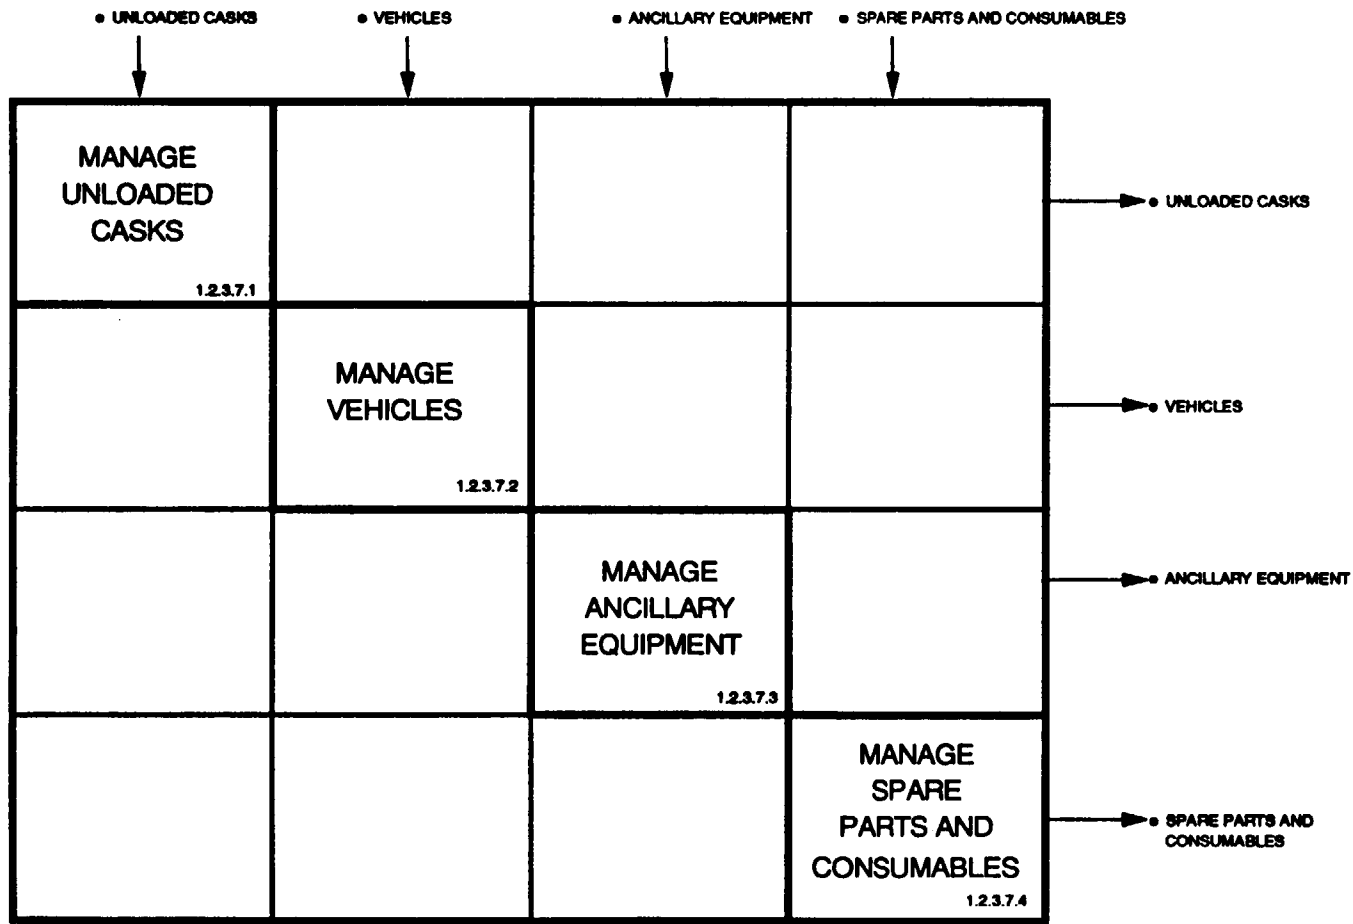 • UNLOADED CASKS
• VEHICLES
• ANCILLARY EQUIPMENT
• SPARE PARTS AND CONSUMABLES
MANAGE
UNLOADED
CASKS
1.2.3.7.1
• UNLOADED CASKS
MANAGE
VEHICLES
1.2.3.7.2
• VEHICLES
MANAGE
ANCILLARY
EQUIPMENT
1.2.3.7.3
• ANCILLARY EQUIPMENT
MANAGE
SPARE
PARTS AND
CONSUMABLES
1.2.3.7.4
• SPARE PARTS AND
CONSUMABLES